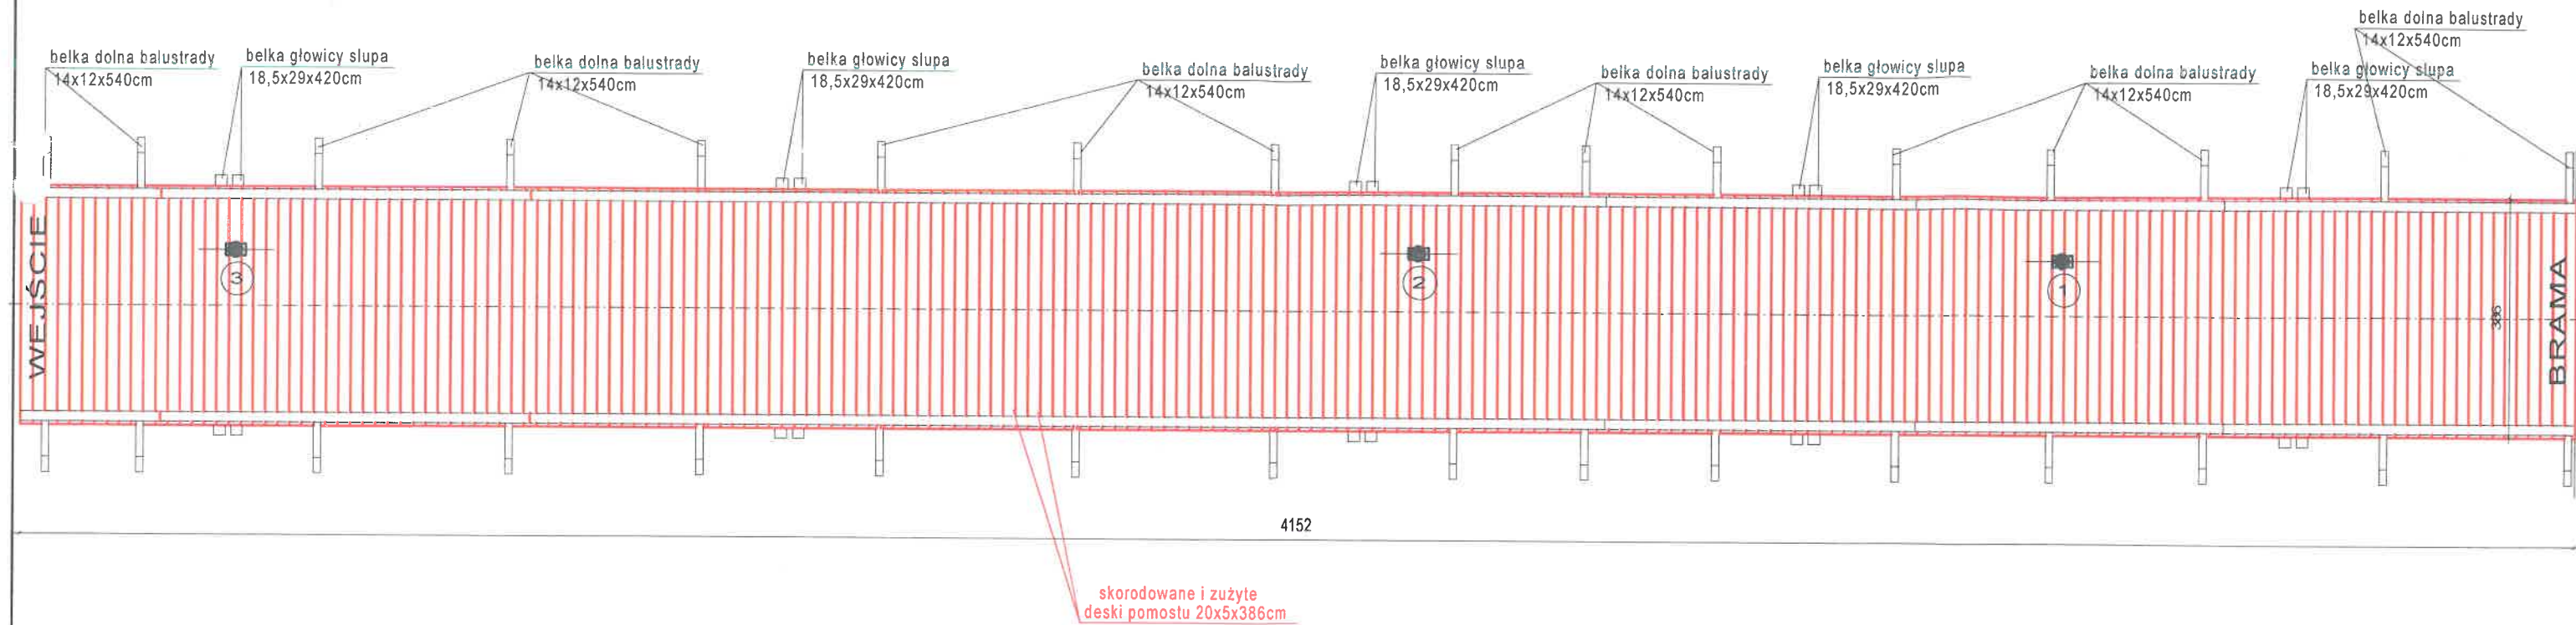 belka dolna balustrady
14x12x540cm
belka głowicy slupa
18,5x29x420cm
belka dolna balustrady
14x12x540cm
belka głowicy slupa
18,5x29x420cm
belka dolna balustrady
14x12x540cm
belka głowicy slupa
18,5x29x420cm
belka dolna balustrady
14x12x540cm
belka głowicy slupa
18,5x29x420cm
belka dolna balustrady
14x12x540cm
belka dolna balustrady
14x12x540cm
belka głowicy slupa
18,5x29x420cm
WEJŚCIE
3
2
1
386
BRAMA
4152
skorodowane i zużyte
deski pomostu 20x5x386cm